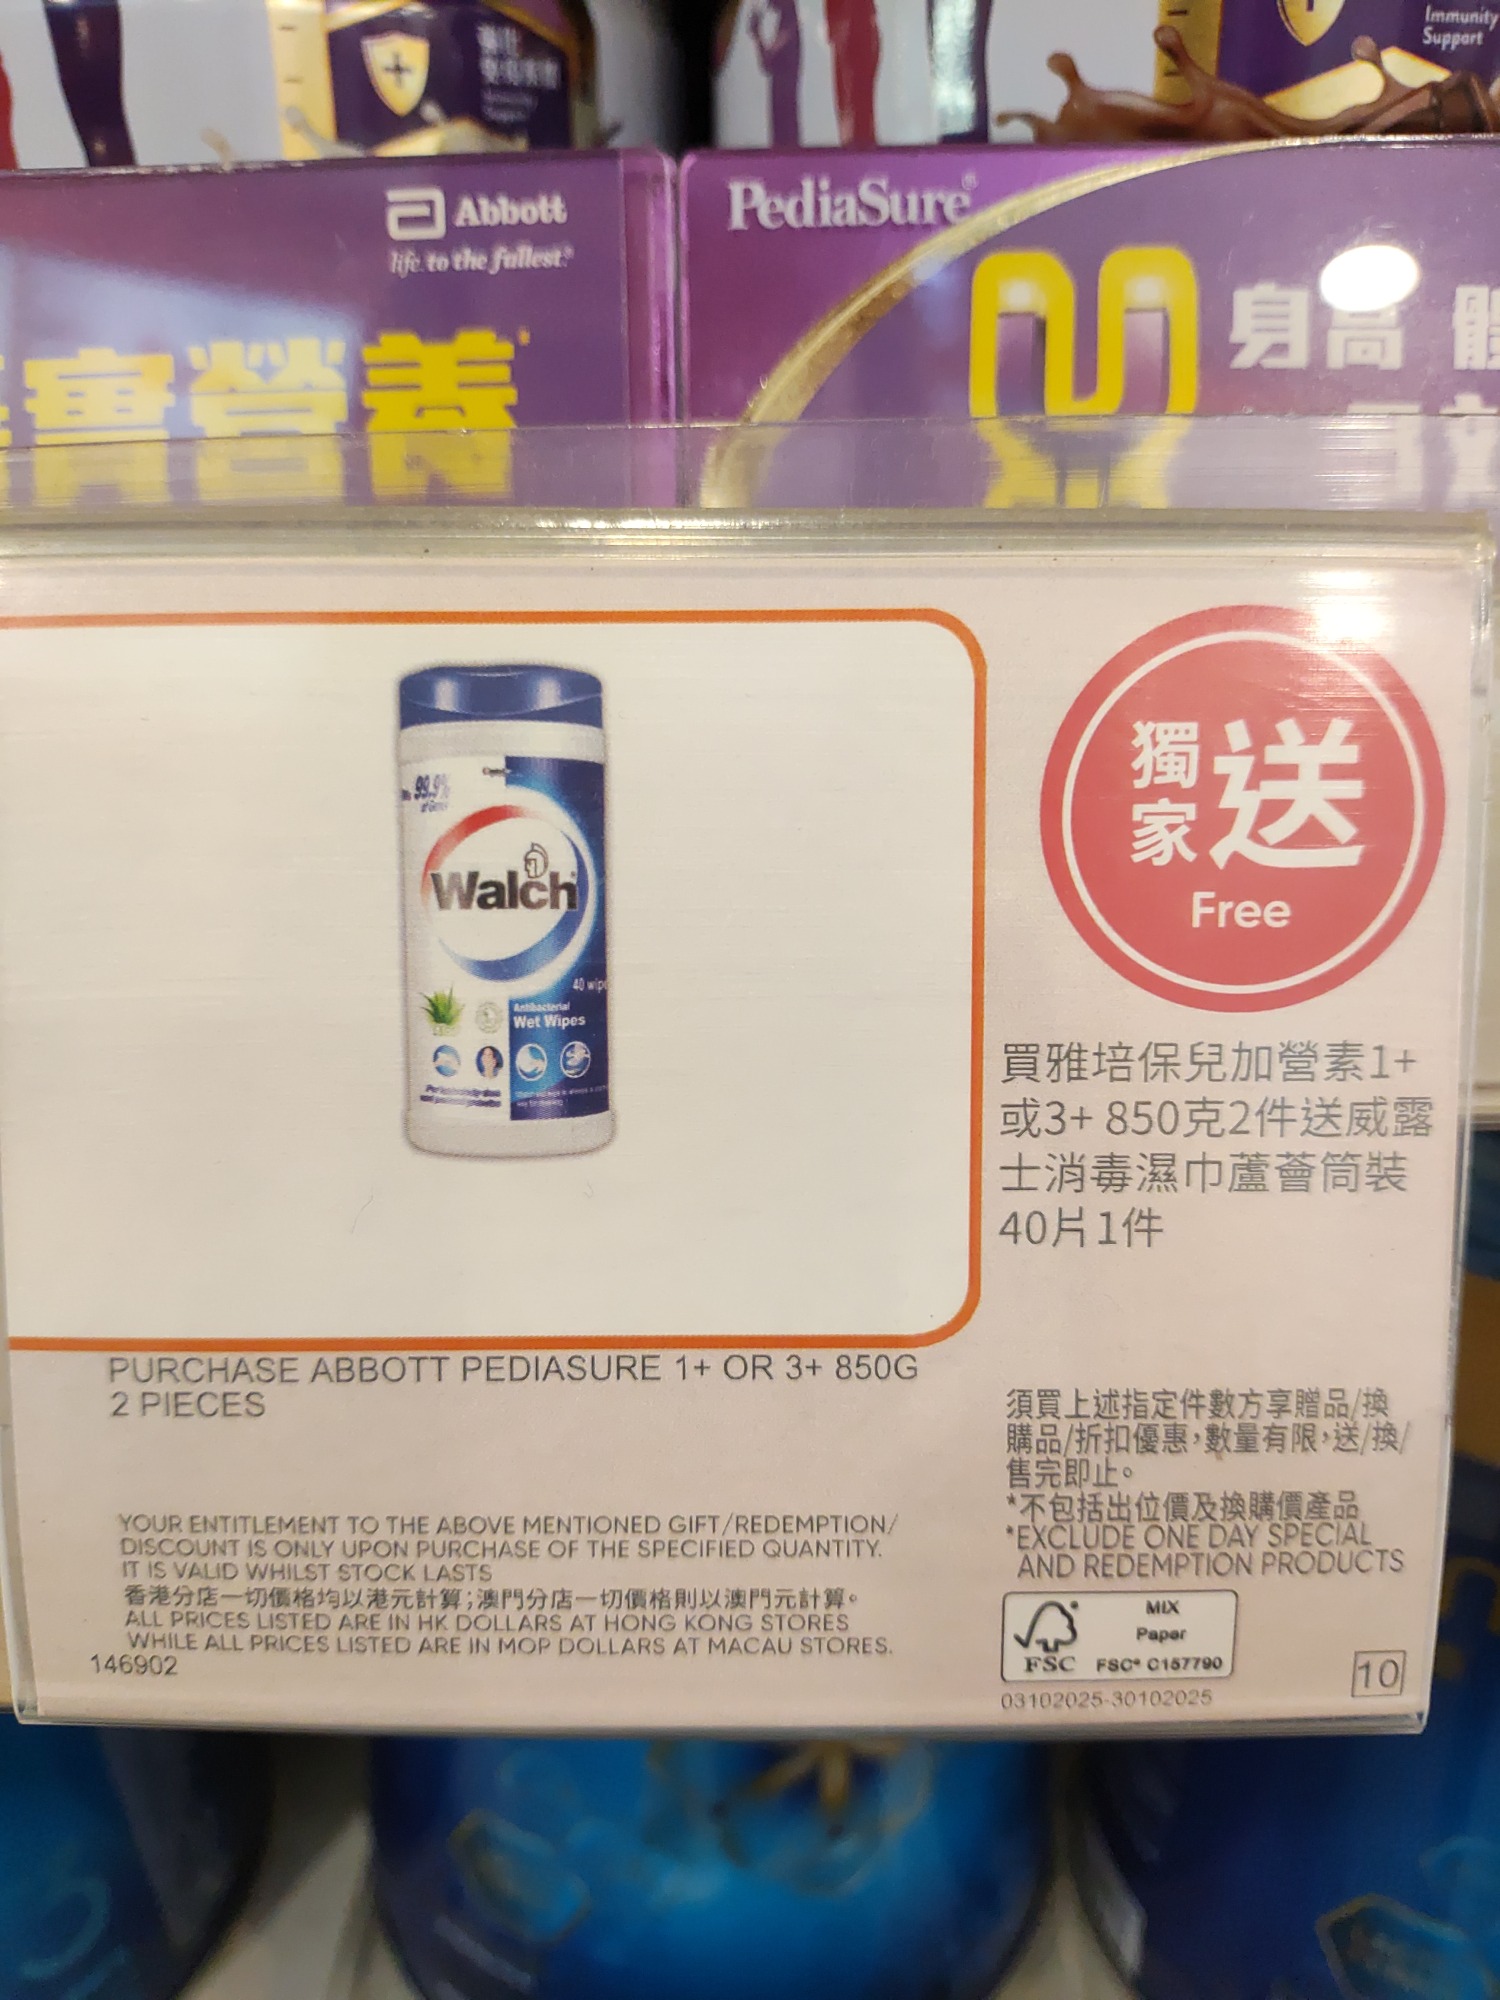 Immunity
Support
Abbott
life. to the fullest.®
PediaSure®
營養
身高
獨家
送
Free
99.9%
Walch
40 wipe
Antibacterial
Wet Wipes
買雅培保兒加營素1+
或3+ 850克2件送威露
士消毒濕巾蘆薈筒裝
40片1件
PURCHASE ABBOTT PEDIASURE 1+ OR 3+ 850G
2 PIECES
須買上述指定件數方享贈品/換
購品/折扣優惠,數量有限,送/換/
售完即止。
*不包括出位價及換購價產品
*EXCLUDE ONE DAY SPECIAL
AND REDEMPTION PRODUCTS
YOUR ENTITLEMENT TO THE ABOVE MENTIONED GIFT/REDEMPTION/
DISCOUNT IS ONLY UPON PURCHASE OF THE SPECIFIED QUANTITY.
IT IS VALID WHILST STOCK LASTS
香港分店一切價格均以港元計算;澳門分店一切價格則以澳門元計算。
ALL PRICES LISTED ARE IN HK DOLLARS AT HONG KONG STORES
WHILE ALL PRICES LISTED ARE IN MOP DOLLARS AT MACAU STORES.
146902
MIX
Paper
FSC FSC® C157790
03102025-30102025
10